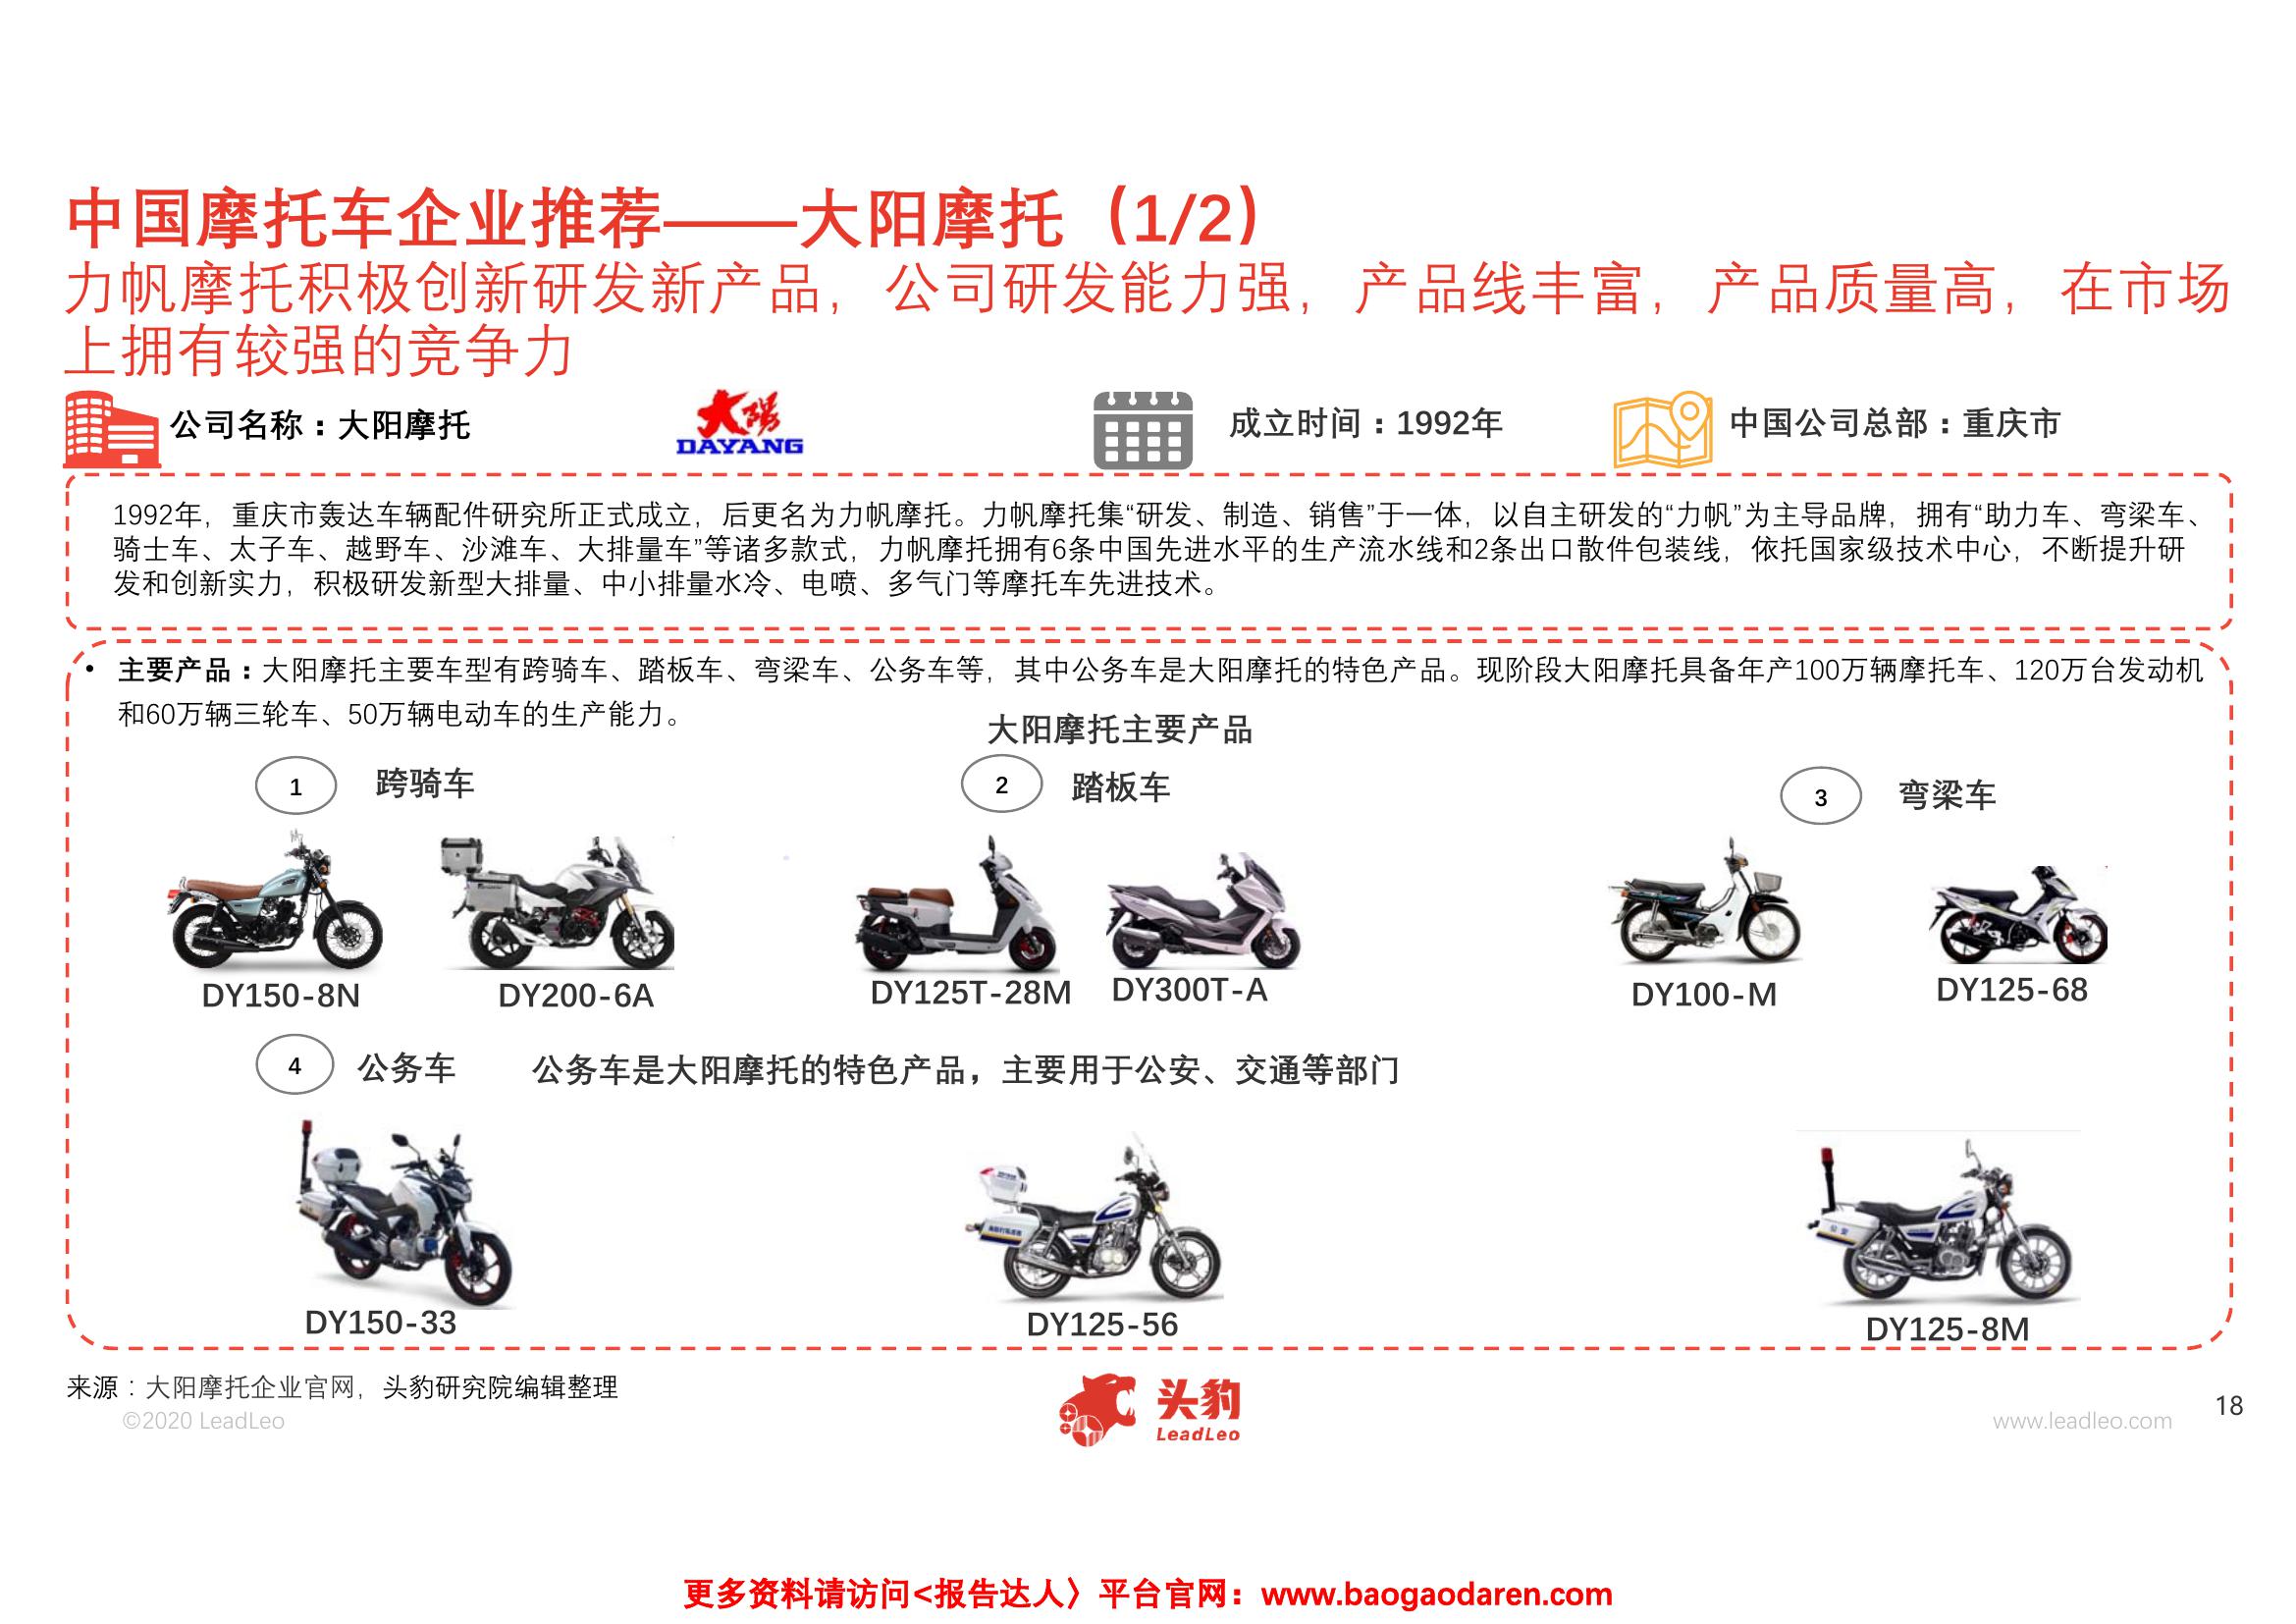 中国摩托车企业推荐——大阳摩托（1/2）
力帆摩托积极创新研发新产品，公司研发能力强，产品线丰富，产品质量高，在市场
上拥有较强的竞争力
公司名称：大阳摩托
大陽
DAYANG
成立时间：1992年
中国公司总部：重庆市
1992年，重庆市轰达车辆配件研究所正式成立，后更名为力帆摩托。力帆摩托集“研发、制造、销售”于一体，以自主研发的“力帆”为主导品牌，拥有“助力车、弯梁车、
骑士车、太子车、越野车、沙滩车、大排量车”等诸多款式，力帆摩托拥有6条中国先进水平的生产流水线和2条出口散件包装线，依托国家级技术中心，不断提升研
发和创新实力，积极研发新型大排量、中小排量水冷、电喷、多气门等摩托车先进技术。
• 主要产品：大阳摩托主要车型有跨骑车、踏板车、弯梁车、公务车等，其中公务车是大阳摩托的特色产品。现阶段大阳摩托具备年产100万辆摩托车、120万台发动机
和60万辆三轮车、50万辆电动车的生产能力。
大阳摩托主要产品
1 跨骑车
2 踏板车
3 弯梁车
DY150-8N
DY200-6A
DY125T-28M
DY300T-A
DY100-M
DY125-68
4 公务车
公务车是大阳摩托的特色产品，主要用于公安、交通等部门
DY150-33
DY125-56
DY125-8M
来源：大阳摩托企业官网，头豹研究院编辑整理
©2020 LeadLeo
头豹
LeadLeo
www.leadleo.com
18
更多资料请访问<报告达人〉平台官网：www.baogaodaren.com